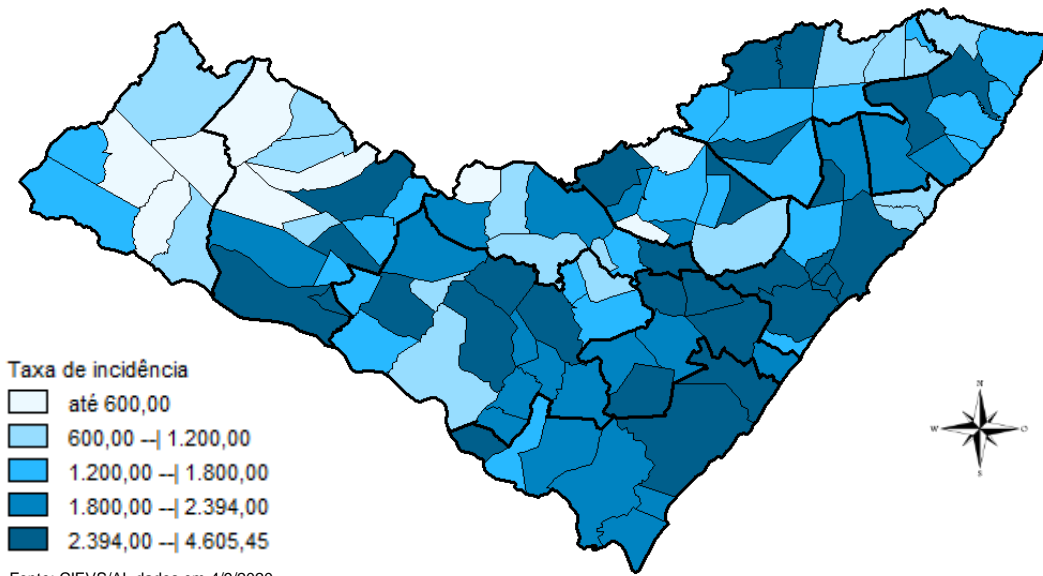 Taxa de incidência
até 600,00
600,00 --| 1.200,00
1.200,00 --| 1.800,00
1.800,00 --| 2.394,00
2.394,00 --| 4.605,45
N
W
O
S